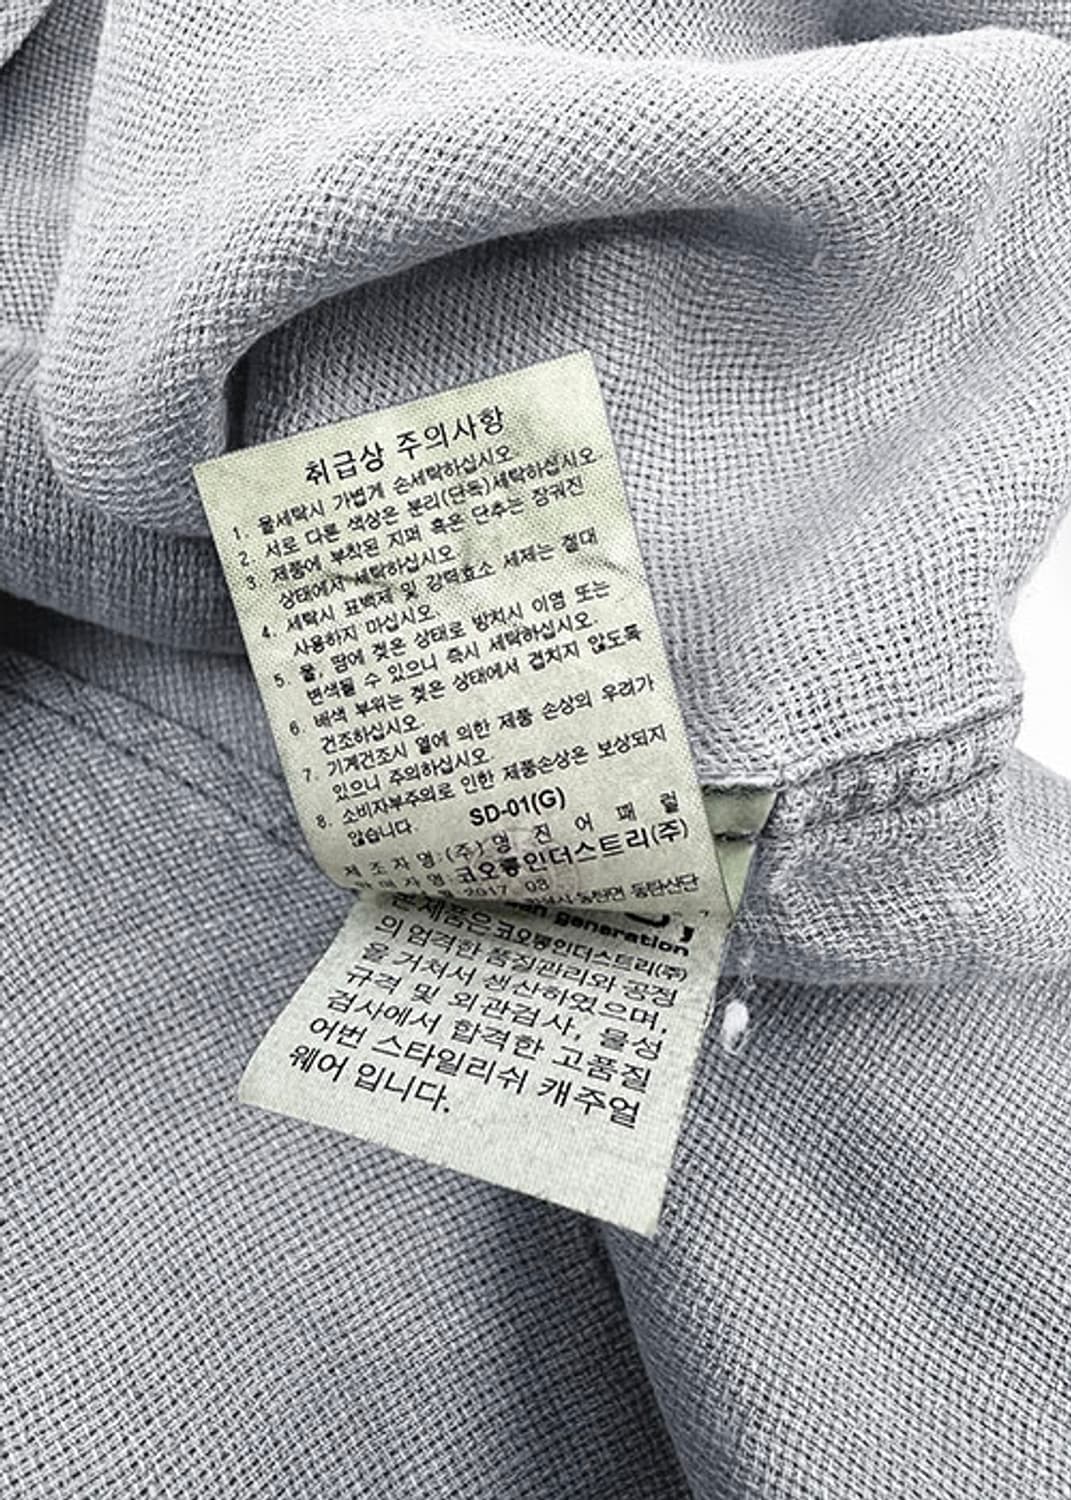 취급상 주의사항
1. 물세탁시 가볍게 손세탁하십시오.
2. 서로 다른 색상은 분리(단독)세탁하십시오
3. 제품에 부착된 지퍼 혹은 단추는 잠궈진
상태에서 세탁하십시오
4. 세탁시 표백제 및 강력효소 세제는 절대
사용하지 마십시오.
5. 물, 땀에 젖은 상태로 방치시 이염 또는
변색될 수 있으니 즉시 세탁하십시오.
6. 배색 부위는 젖은 상태에서 겹치지 않도록
건조하십시오.
7. 기계건조시 열에 의한 제품 손상의 우려가
있으니 주의하십시오.
8. 소비자부주의로 인한 제품손상은 보상되지
않습니다.
SD-01(G)
제 조 자 명:(주) 명 진 어 패 럴
판 매 자 명 코오롱인더스트리(주)
2017 03
동탄면 동탄산단
generation
본 제품은 코오롱인더스트리(주)
의 엄격한 품질관리와 공정
을 거쳐서 생산하였으며,
규격 및 외관검사, 물성
검사에서 합격한 고품질
어번 스타일리쉬 캐주얼
웨어 입니다.